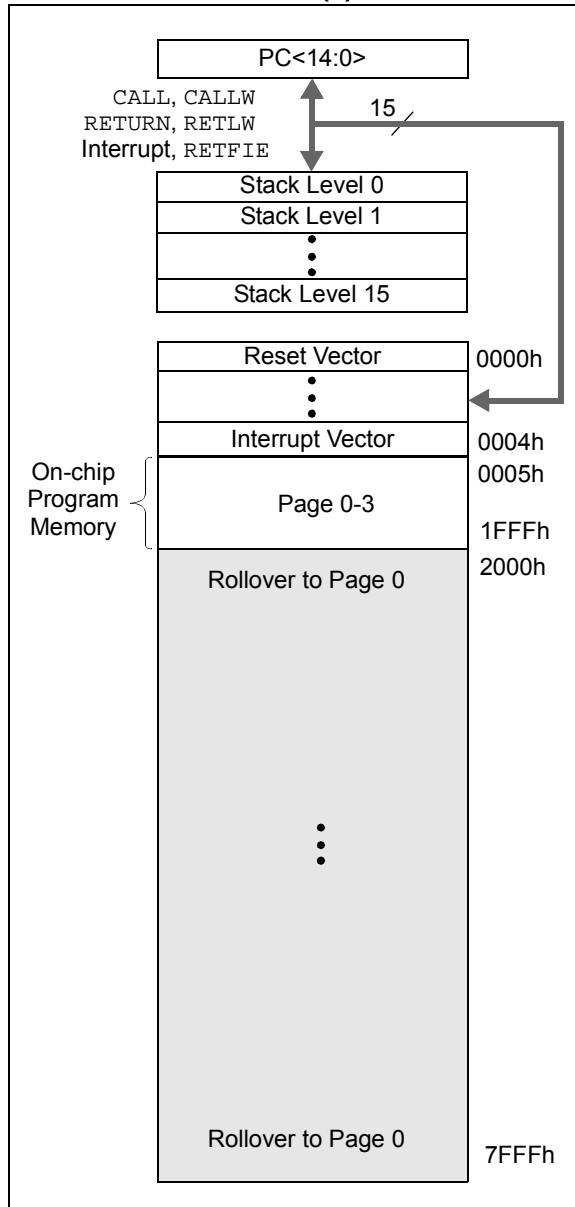 PC<14:0>
CALL, CALLW
RETURN, RETLW
Interrupt, RETFIE
15
Stack Level 0
Stack Level 1
Stack Level 15
Reset Vector
0000h
Interrupt Vector
0004h
On-chip
Program
Memory
Page 0-3
0005h
1FFFh
Rollover to Page 0
2000h
Rollover to Page 0
7FFFh